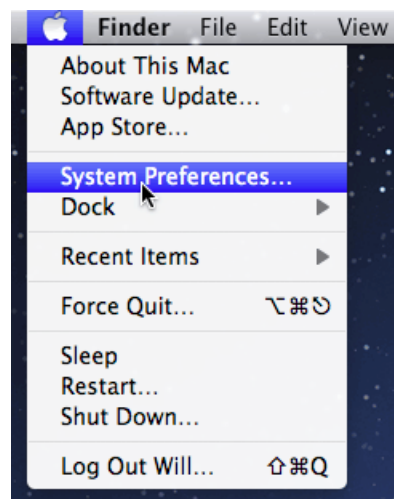 Finder File Edit View
About This Mac
Software Update...
App Store...
System Preferences...
Dock ▶
Recent Items ▶
Force Quit... ⌥⌘⎋
Sleep
Restart...
Shut Down...
Log Out Will... ⇧⌘Q